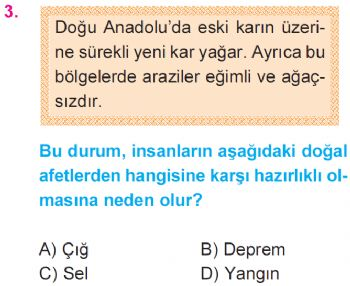 3.
Doğu Anadolu'da eski karın üzeri-
ne sürekli yeni kar yağar. Ayrıca bu
bölgelerde araziler eğimli ve ağaç-
sızdır.
Bu durum, insanların aşağıdaki doğal
afetlerden hangisine karşı hazırlıklı ol-
masına neden olur?
A) Çığ B) Deprem
C) Sel D) Yangın